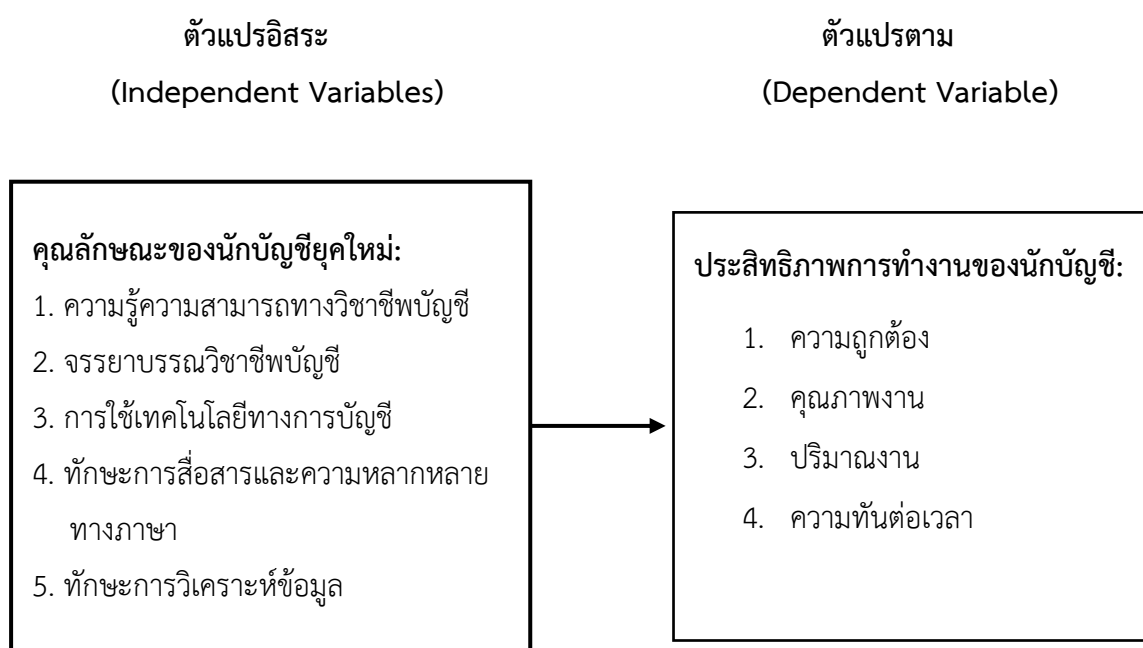 ตัวแปรอิสระ
(Independent Variables)
ตัวแปรตาม
(Dependent Variable)
คุณลักษณะของนักบัญชียุคใหม่:
1. ความรู้ความสามารถทางวิชาชีพบัญชี
2. จรรยาบรรณวิชาชีพบัญชี
3. การใช้เทคโนโลยีทางการบัญชี
4. ทักษะการสื่อสารและความหลากหลาย
ทางภาษา
5. ทักษะการวิเคราะห์ข้อมูล
ประสิทธิภาพการทำงานของนักบัญชี:
1. ความถูกต้อง
2. คุณภาพงาน
3. ปริมาณงาน
4. ความทันต่อเวลา